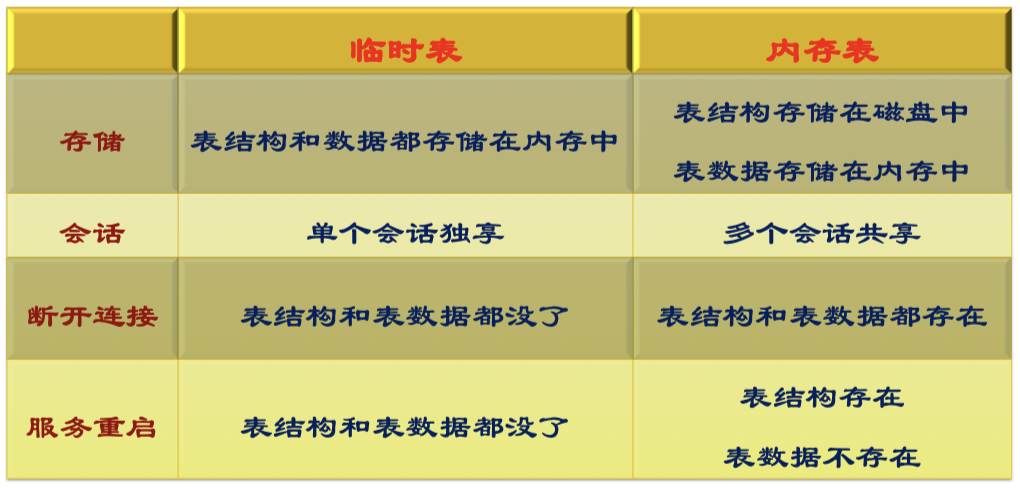 临时表
内存表
存储
表结构和数据都存储在内存中
表结构存储在磁盘中
表数据存储在内存中
会话
单个会话独享
多个会话共享
断开连接
表结构和表数据都没了
表结构和表数据都存在
服务重启
表结构和表数据都没了
表结构存在
表数据不存在